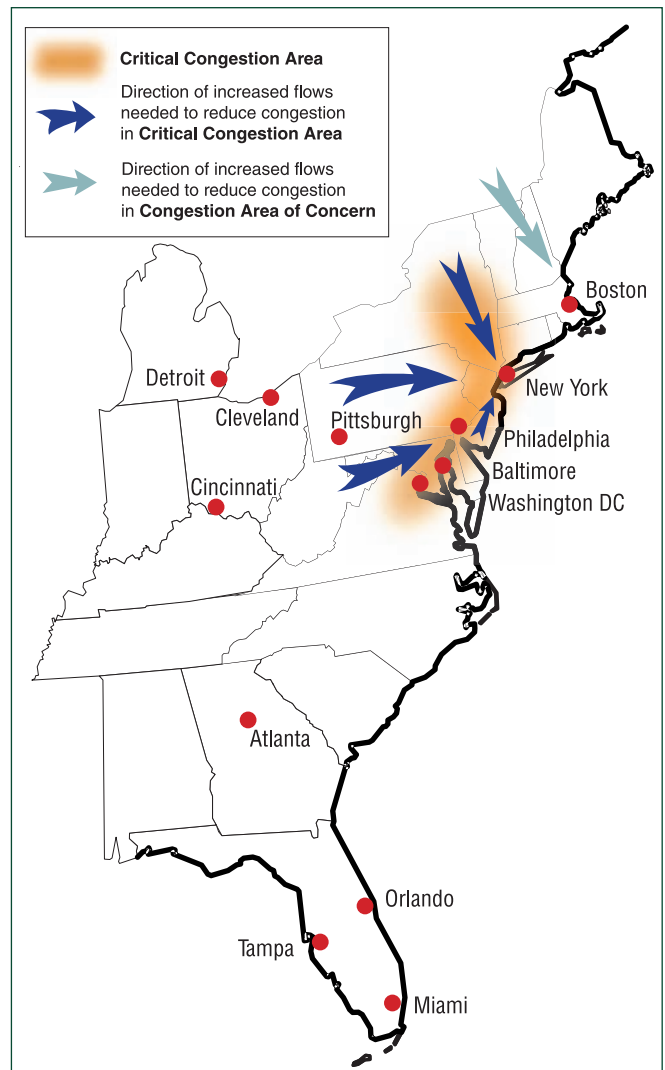 Critical Congestion Area
Direction of increased flows
needed to reduce congestion
in Critical Congestion Area
Direction of increased flows
needed to reduce congestion
in Congestion Area of Concern
Boston
Detroit
New York
Cleveland
Pittsburgh
Philadelphia
Baltimore
Cincinnati
Washington DC
Atlanta
Orlando
Tampa
Miami